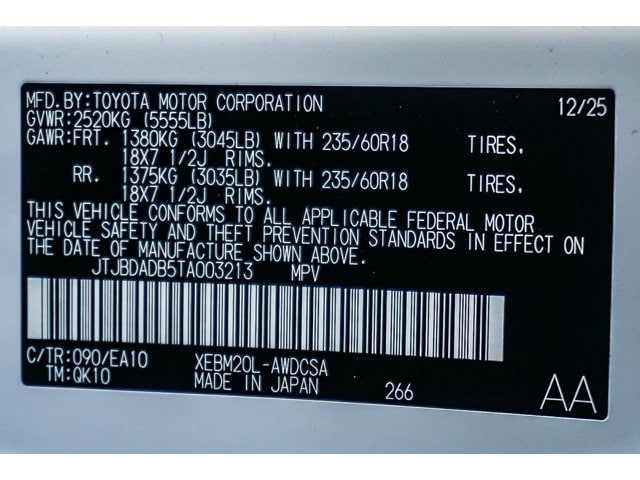 MFD.BY:TOYOTA MOTOR CORPORATION 12/25
GVWR:2520KG (5555LB)
GAWR:FRT. 1380KG (3045LB) WITH 235/60R18 TIRES,
18X7 1/2J RIMS.
RR. 1375KG (3035LB) WITH 235/60R18 TIRES,
18X7 1/2J RIMS.
THIS VEHICLE CONFORMS TO ALL APPLICABLE FEDERAL MOTOR
VEHICLE SAFETY AND THEFT PREVENTION STANDARDS IN EFFECT ON
THE DATE OF MANUFACTURE SHOWN ABOVE.
JTJBDADB5TA003213 MPV
C/TR:090/EA10 XEBM20L-AWDCSA
TM:QK10 MADE IN JAPAN 266 AA